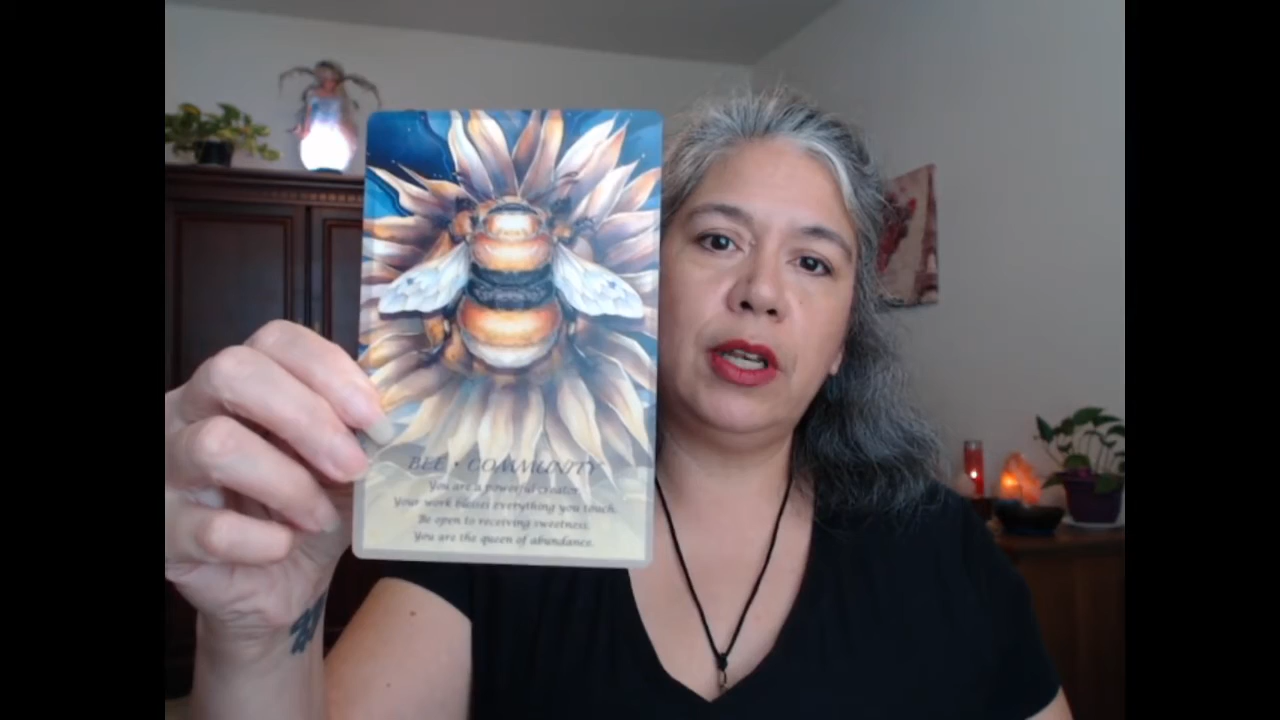 BEE • COMMUNITY
You are a powerful creator.
Your work blesses everything you touch.
Be open to receiving sweetness.
You are the queen of abundance.